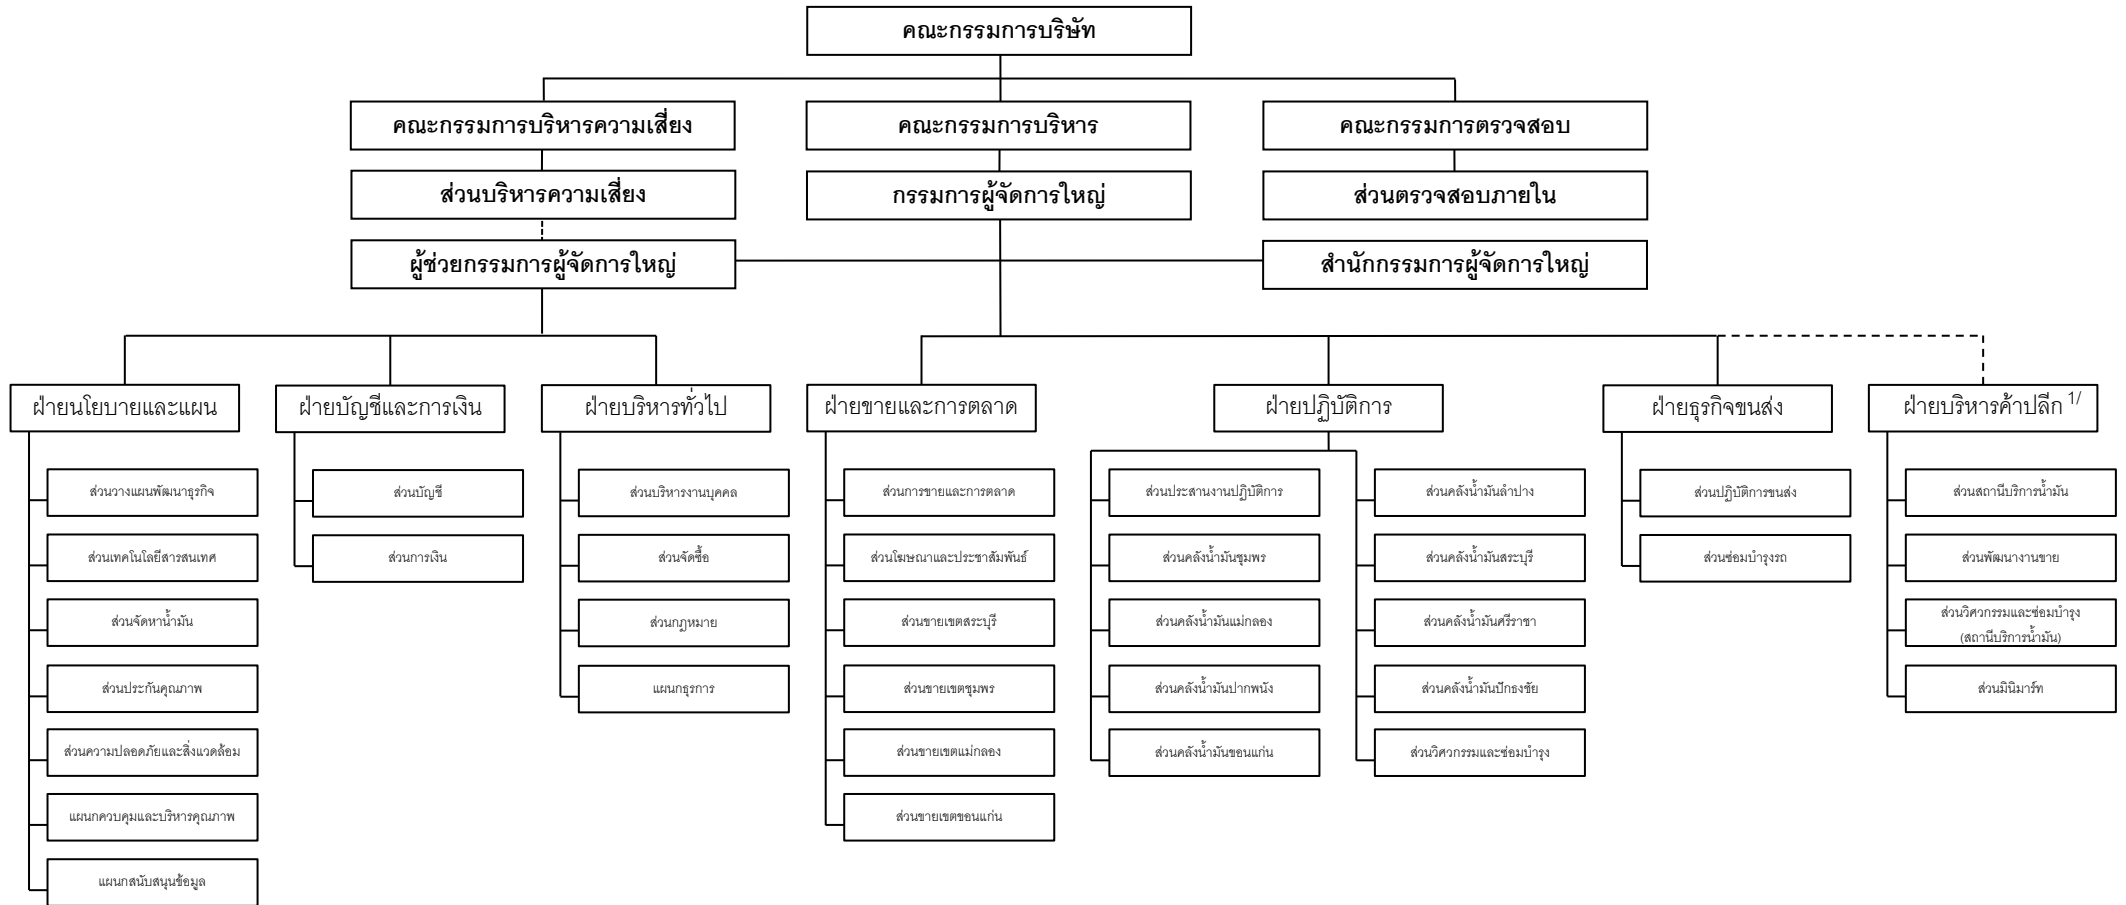 คณะกรรมการบริษัท
คณะกรรมการบริหารความเสี่ยง
คณะกรรมการบริหาร
คณะกรรมการตรวจสอบ
ส่วนบริหารความเสี่ยง
กรรมการผู้จัดการใหญ่
ส่วนตรวจสอบภายใน
ผู้ช่วยกรรมการผู้จัดการใหญ่
สำนักกรรมการผู้จัดการใหญ่
ฝ่ายนโยบายและแผน
ฝ่ายบัญชีและการเงิน
ฝ่ายบริหารทั่วไป
ฝ่ายขายและการตลาด
ฝ่ายปฏิบัติการ
ฝ่ายธุรกิจขนส่ง
ฝ่ายบริหารค้าปลีก 1/
ส่วนวางแผนพัฒนาธุรกิจ
ส่วนเทคโนโลยีสารสนเทศ
ส่วนจัดหาน้ำมัน
ส่วนประกันคุณภาพ
ส่วนความปลอดภัยและสิ่งแวดล้อม
แผนกควบคุมและบริหารคุณภาพ
แผนกสนับสนุนข้อมูล
ส่วนบัญชี
ส่วนการเงิน
ส่วนบริหารงานบุคคล
ส่วนจัดซื้อ
ส่วนกฎหมาย
แผนกธุรการ
ส่วนการขายและการตลาด
ส่วนโฆษณาและประชาสัมพันธ์
ส่วนขายเขตสระบุรี
ส่วนขายเขตชุมพร
ส่วนขายเขตแม่กลอง
ส่วนขายเขตขอนแก่น
ส่วนประสานงานปฏิบัติการ
ส่วนคลังน้ำมันชุมพร
ส่วนคลังน้ำมันแม่กลอง
ส่วนคลังน้ำมันปากพนัง
ส่วนคลังน้ำมันขอนแก่น
ส่วนคลังน้ำมันลำปาง
ส่วนคลังน้ำมันสระบุรี
ส่วนคลังน้ำมันศรีราชา
ส่วนคลังน้ำมันปักธงชัย
ส่วนวิศวกรรมและซ่อมบำรุง
ส่วนปฏิบัติการขนส่ง
ส่วนซ่อมบำรุงรถ
ส่วนสถานีบริการน้ำมัน
ส่วนพัฒนางานขาย
ส่วนวิศวกรรมและซ่อมบำรุง
(สถานีบริการน้ำมัน)
ส่วนมินิมาร์ท